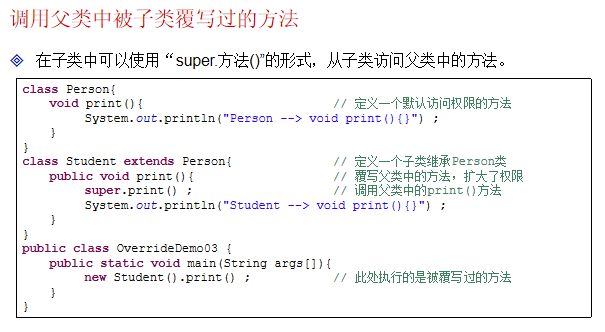 调用父类中被子类覆写过的方法
在子类中可以使用“super.方法()”的形式，从子类访问父类中的方法。
class Person{
void print(){ // 定义一个默认访问权限的方法
System.out.println("Person --> void print(){}") ;
}
}
class Student extends Person{ // 定义一个子类继承Person类
public void print(){ // 覆写父类中的方法，扩大了权限
super.print() ; // 调用父类中的print()方法
System.out.println("Student --> void print(){}") ;
}
}
public class OverrideDemo03 {
public static void main(String args[]){
new Student().print() ; // 此处执行的是被覆写过的方法
}
}